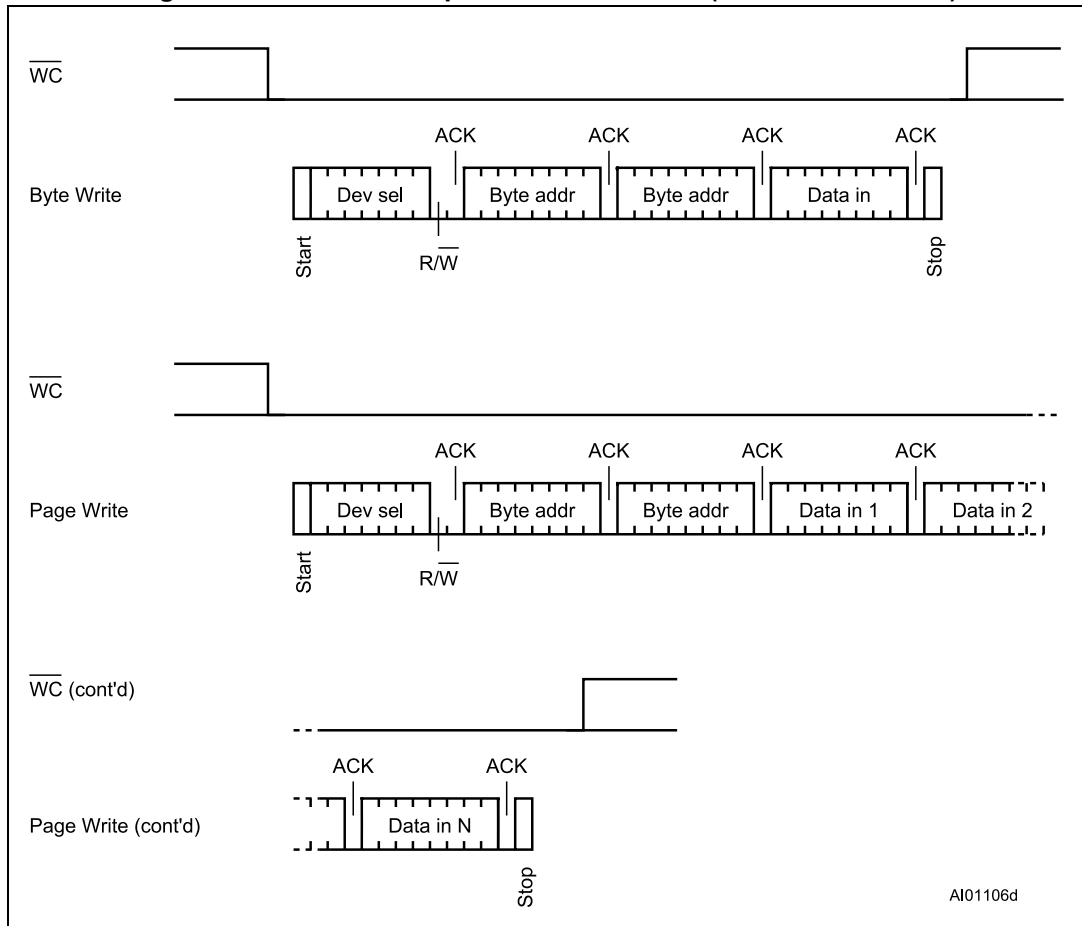 WC
ACK ACK ACK ACK
Byte Write Dev sel Byte addr Byte addr Data in
Start R/W Stop
WC
ACK ACK ACK ACK
Page Write Dev sel Byte addr Byte addr Data in 1 Data in 2
Start R/W
WC (cont'd)
ACK ACK
Page Write (cont'd) Data in N
Stop
AI01106d